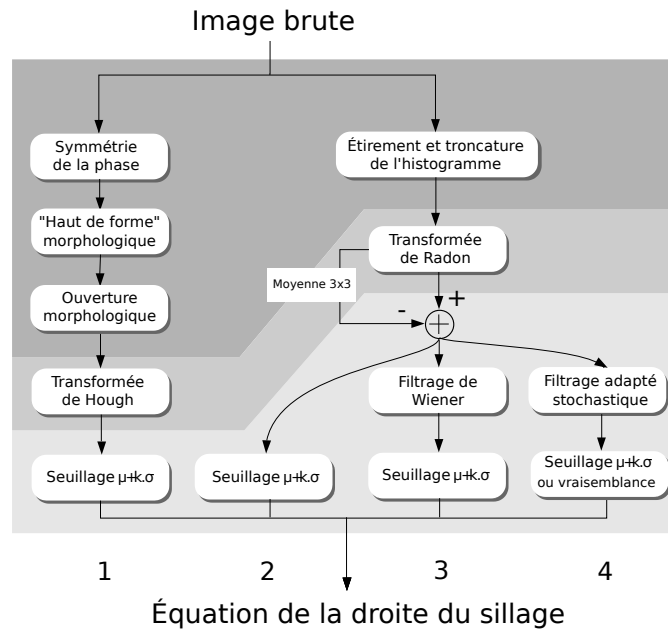 Image brute
Symmétrie
de la phase
Étirement et troncature
de l'histogramme
"Haut de forme"
morphologique
Transformée
de Radon
Moyenne 3x3
Ouverture
morphologique
- +
Transformée
de Hough
Filtrage de
Wiener
Filtrage adapté
stochastique
Seuillage μ+k.σ
Seuillage μ+k.σ
Seuillage μ+k.σ
Seuillage μ+k.σ
ou vraisemblance
1 2 3 4
Équation de la droite du sillage